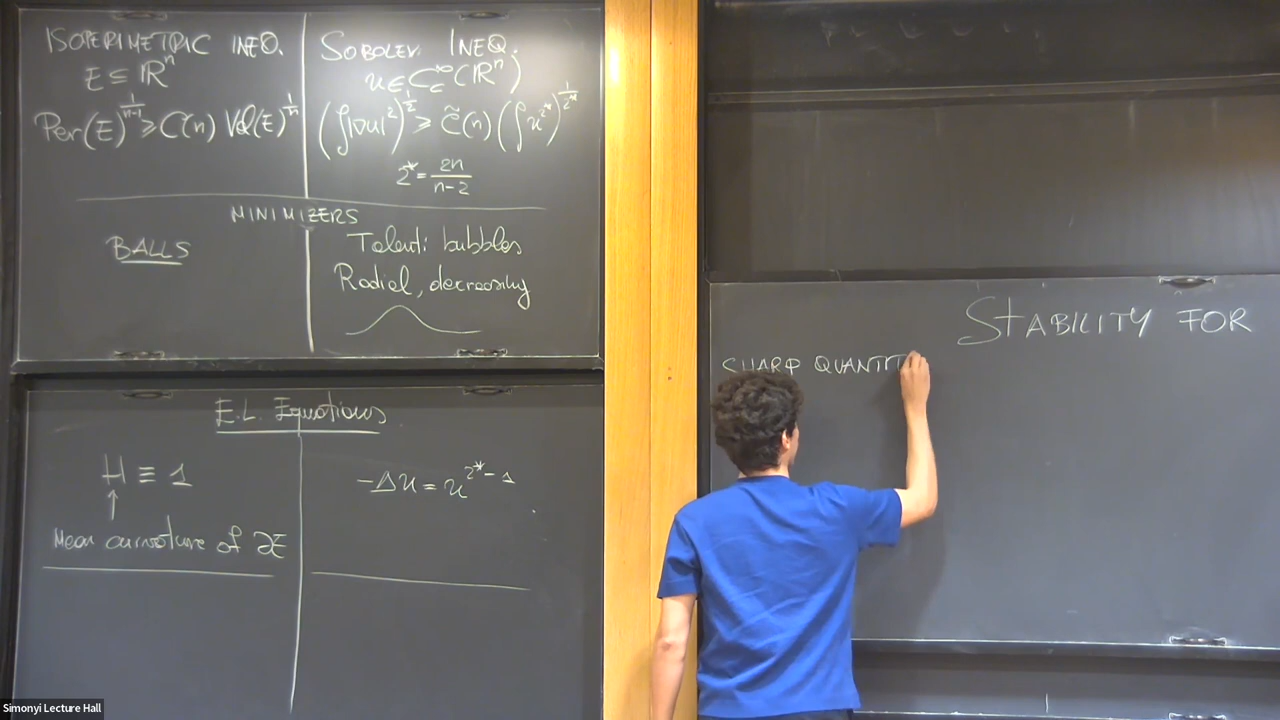 ISOPERIMETRIC INEQ.
E ⊆ ℝⁿ
Per(E)^{1/(n-1)} ≥ C(n) Vol(E)^{1/n}
SOBOLEV INEQ.
u ∈ C_c^∞(ℝⁿ)
(∫|∇u|²)^{1/2} ≥ C̃(n) (∫u^{2*})^{1/2*}
2* = 2n/(n-2)
MINIMIZERS
BALLS
Talenti bubbles
Radial, decreasing
E.L. Equations
H ≡ 1
↑
Mean curvature of ∂E
-Δu = u^{2*-1}
STABILITY FOR
SHARP QUANTIT
Simonyi Lecture Hall